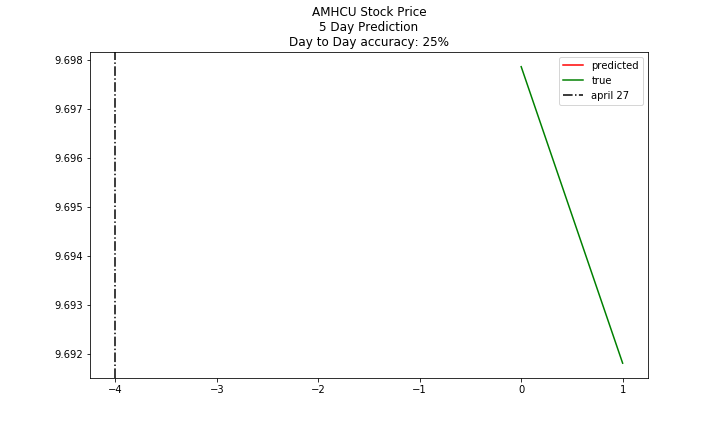 AMHCU Stock Price
5 Day Prediction
Day to Day accuracy: 25%
9.698
9.697
9.696
9.695
9.694
9.693
9.692
predicted
true
april 27
−4
−3
−2
−1
0
1